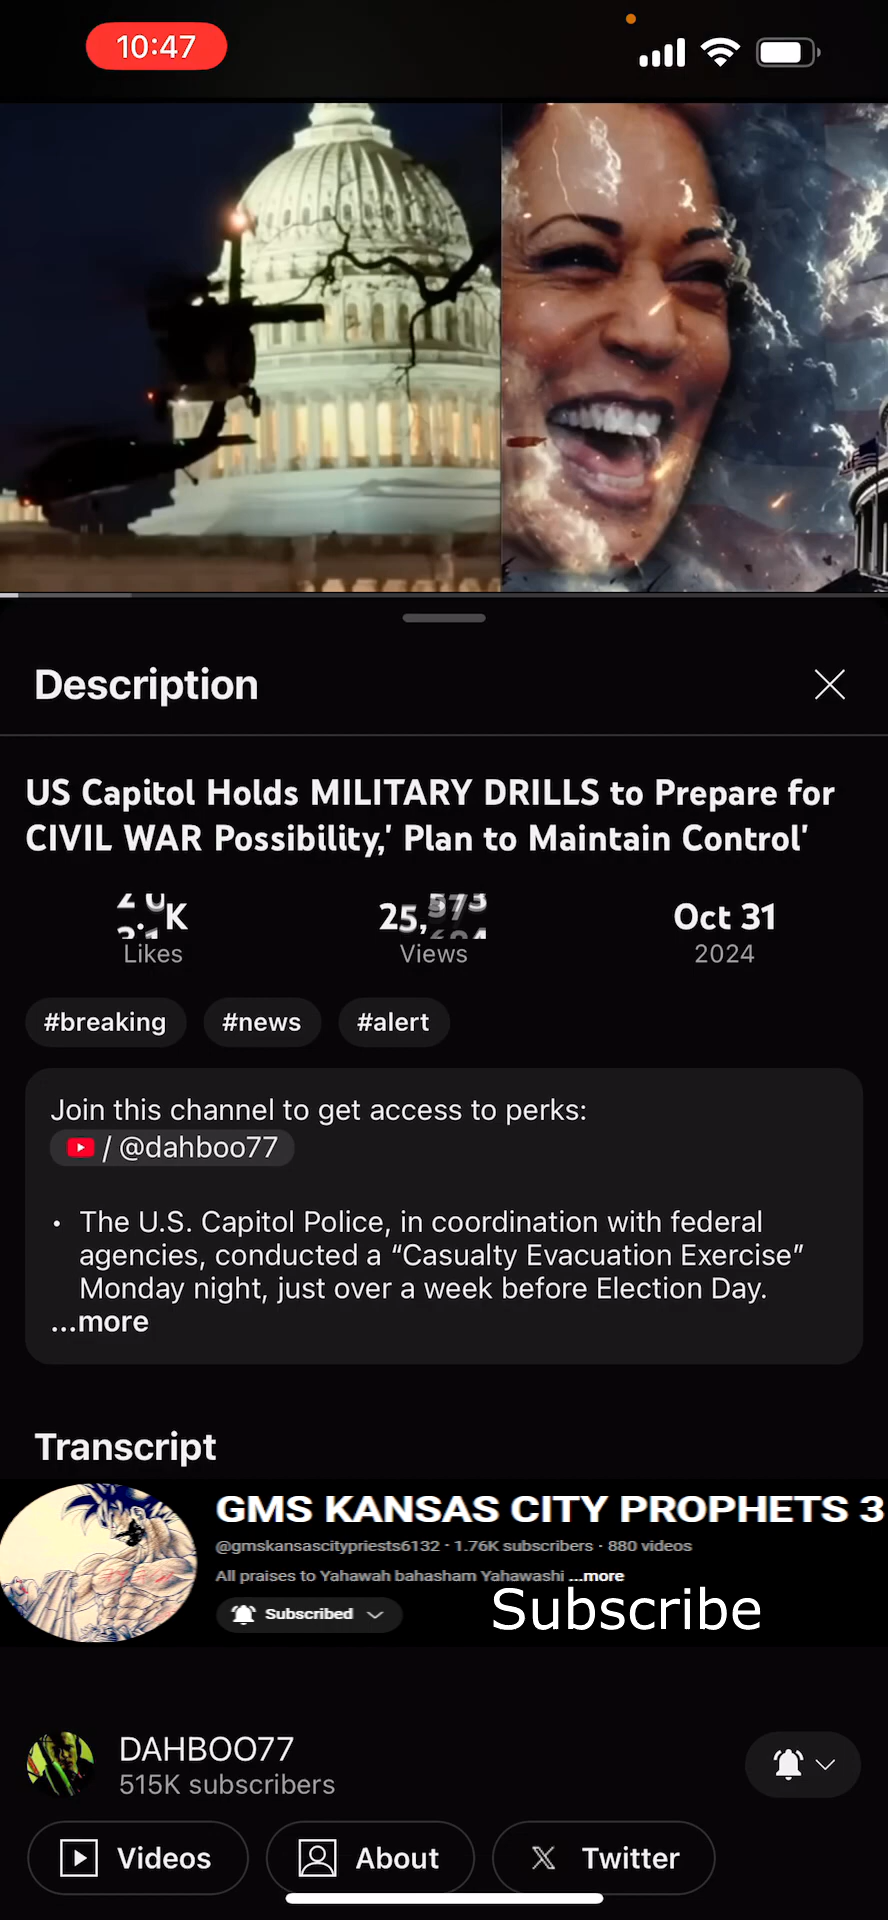 10:47
Description
US Capitol Holds MILITARY DRILLS to Prepare for
CIVIL WAR Possibility,' Plan to Maintain Control'
K
25,
Oct 31
Likes
Views
2024
#breaking
#news
#alert
Join this channel to get access to perks:
/ @dahboo77
• The U.S. Capitol Police, in coordination with federal
agencies, conducted a “Casualty Evacuation Exercise”
Monday night, just over a week before Election Day.
...more
Transcript
GMS KANSAS CITY PROPHETS 3
@gmskansascitypriests6132 · 1.76K subscribers · 880 videos
All praises to Yahawah bahasham Yahawashi ...more
Subscribed
Subscribe
DAHBOO77
515K subscribers
Videos
About
Twitter